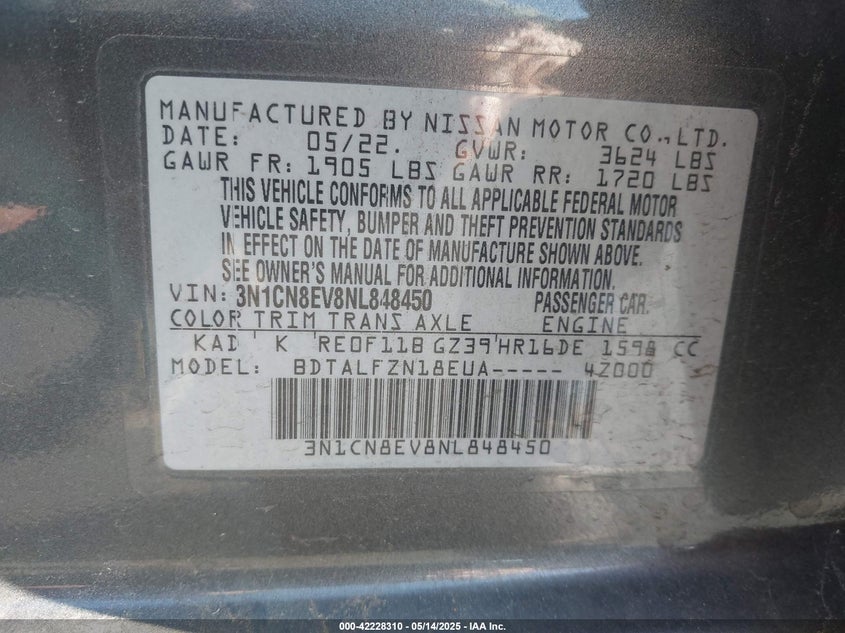 MANUFACTURED BY NISSAN MOTOR CO., LTD.
DATE: 05/22. GVWR: 3624 LBS
GAWR FR: 1905 LBS GAWR RR: 1720 LBS
THIS VEHICLE CONFORMS TO ALL APPLICABLE FEDERAL MOTOR
VEHICLE SAFETY, BUMPER AND THEFT PREVENTION STANDARDS
IN EFFECT ON THE DATE OF MANUFACTURE SHOWN ABOVE.
SEE OWNER'S MANUAL FOR ADDITIONAL INFORMATION.
VIN: 3N1CN8EV8NL848450 PASSENGER CAR.
COLOR TRIM TRANS AXLE ENGINE
KAD K RE0F11B GZ39 HR16DE 1598 CC
MODEL: BDTALFZN18EUA----- 4Z000
3N1CN8EV8NL848450
000-42228310 — 05/14/2025 — IAA Inc.